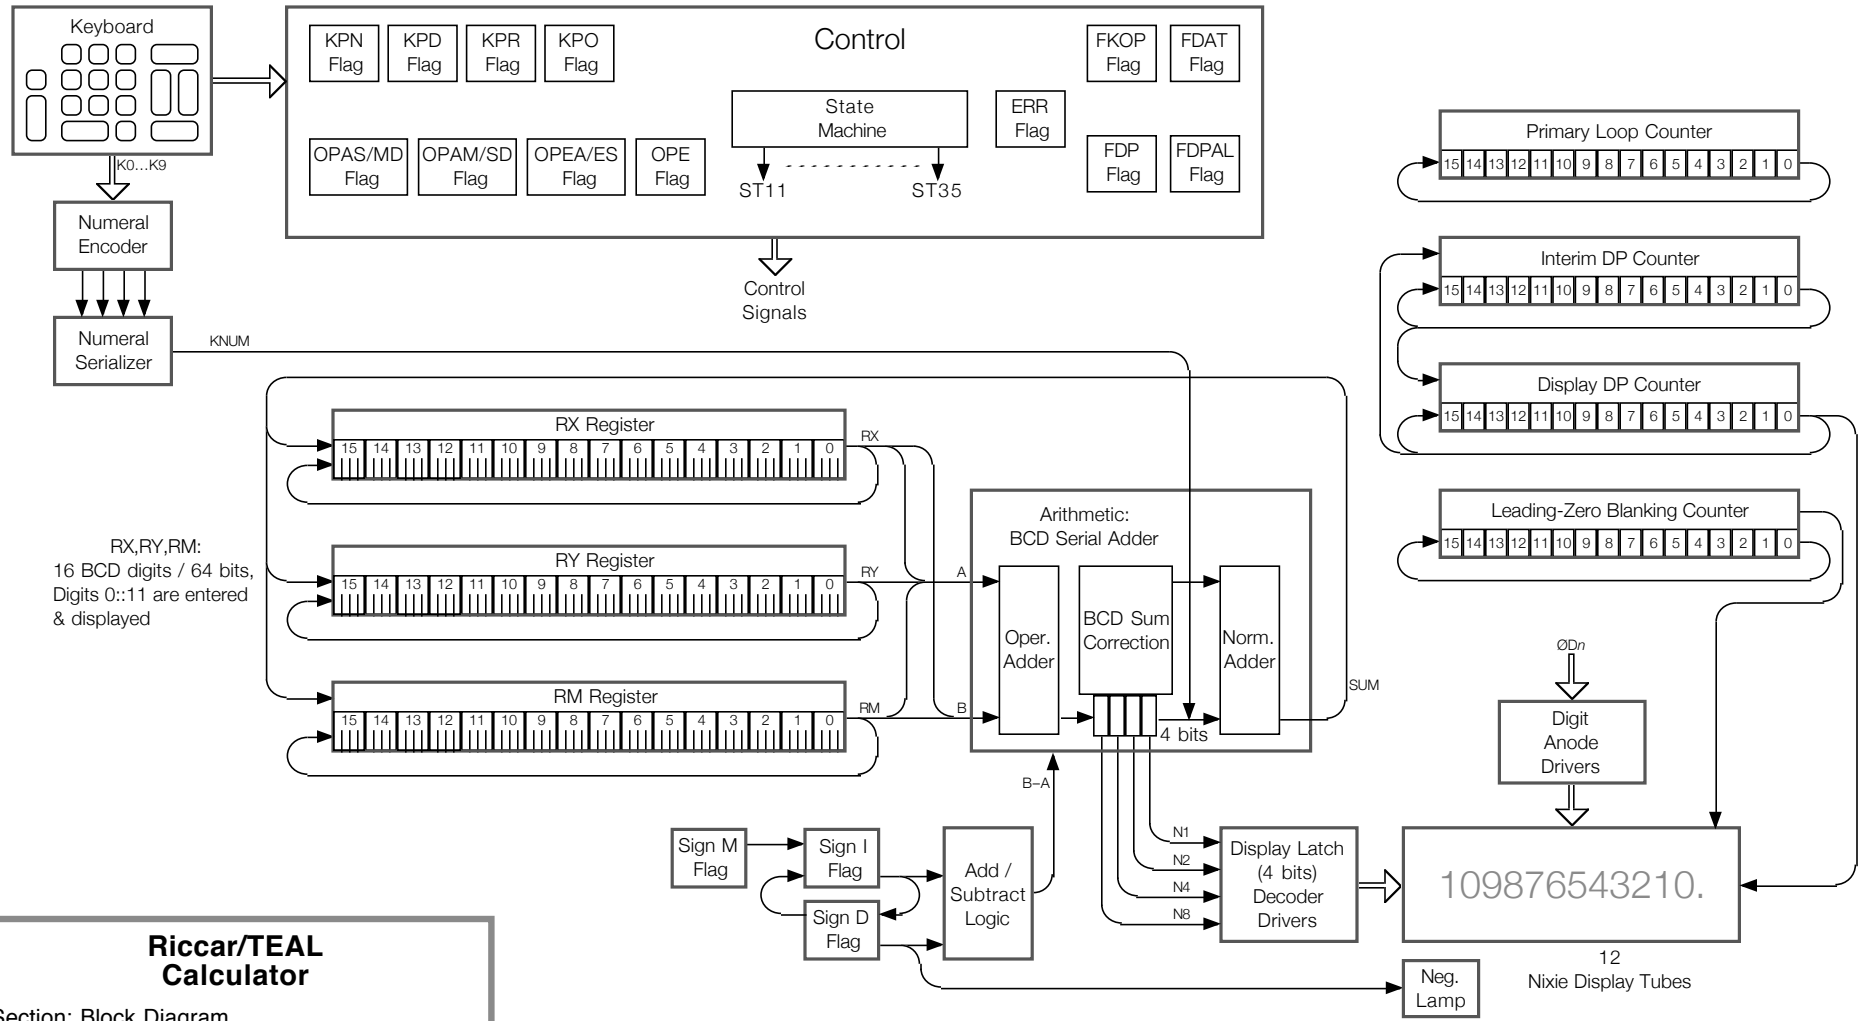 Keyboard
KPN
Flag
KPD
Flag
KPR
Flag
KPO
Flag
Control
FKOP
Flag
FDAT
Flag
State
Machine
ERR
Flag
OPAS/MD
Flag
OPAM/SD
Flag
OPEA/ES
Flag
OPE
Flag
FDP
Flag
FDPAL
Flag
ST11
ST35
K0...K9
Numeral
Encoder
Control
Signals
Numeral
Serializer
KNUM
Primary Loop Counter
15 14 13 12 11 10 9 8 7 6 5 4 3 2 1 0
Interim DP Counter
15 14 13 12 11 10 9 8 7 6 5 4 3 2 1 0
Display DP Counter
15 14 13 12 11 10 9 8 7 6 5 4 3 2 1 0
Leading-Zero Blanking Counter
15 14 13 12 11 10 9 8 7 6 5 4 3 2 1 0
RX Register
15 14 13 12 11 10 9 8 7 6 5 4 3 2 1 0
RX
RX,RY,RM:
16 BCD digits / 64 bits,
Digits 0::11 are entered
& displayed
RY Register
15 14 13 12 11 10 9 8 7 6 5 4 3 2 1 0
RY
A
RM Register
15 14 13 12 11 10 9 8 7 6 5 4 3 2 1 0
RM
B
Arithmetic:
BCD Serial Adder
Oper.
Adder
BCD Sum
Correction
Norm.
Adder
4 bits
SUM
B–A
ØDn
Digit
Anode
Drivers
Sign M
Flag
Sign I
Flag
Sign D
Flag
Add /
Subtract
Logic
N1
N2
N4
N8
Display Latch
(4 bits)
Decoder
Drivers
109876543210.
12
Nixie Display Tubes
Neg.
Lamp
Riccar/TEAL
Calculator
Section: Block Diagram